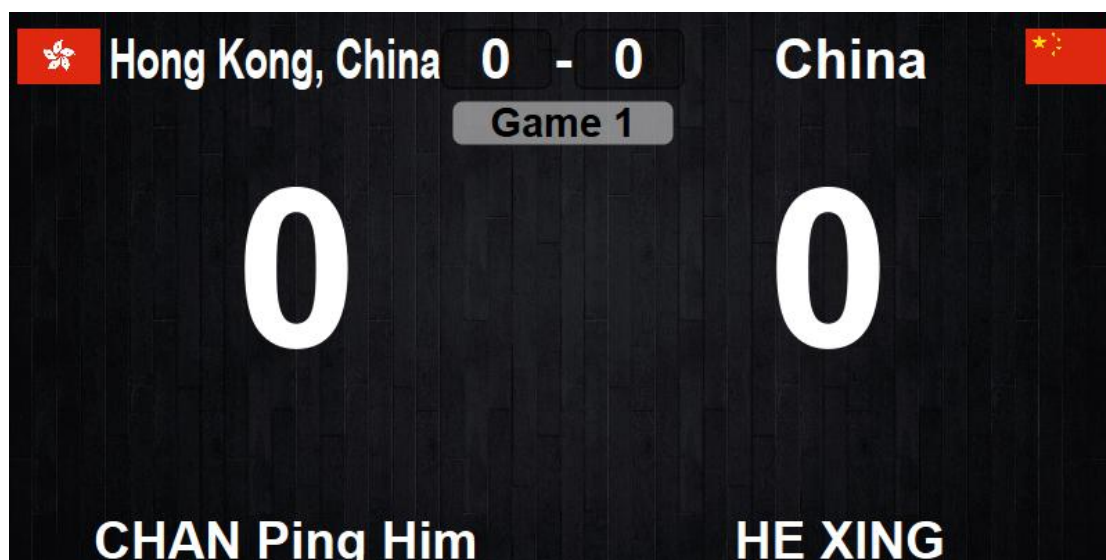 Hong Kong, China 0 - 0 China
Game 1
0 0
CHAN Ping Him HE XING